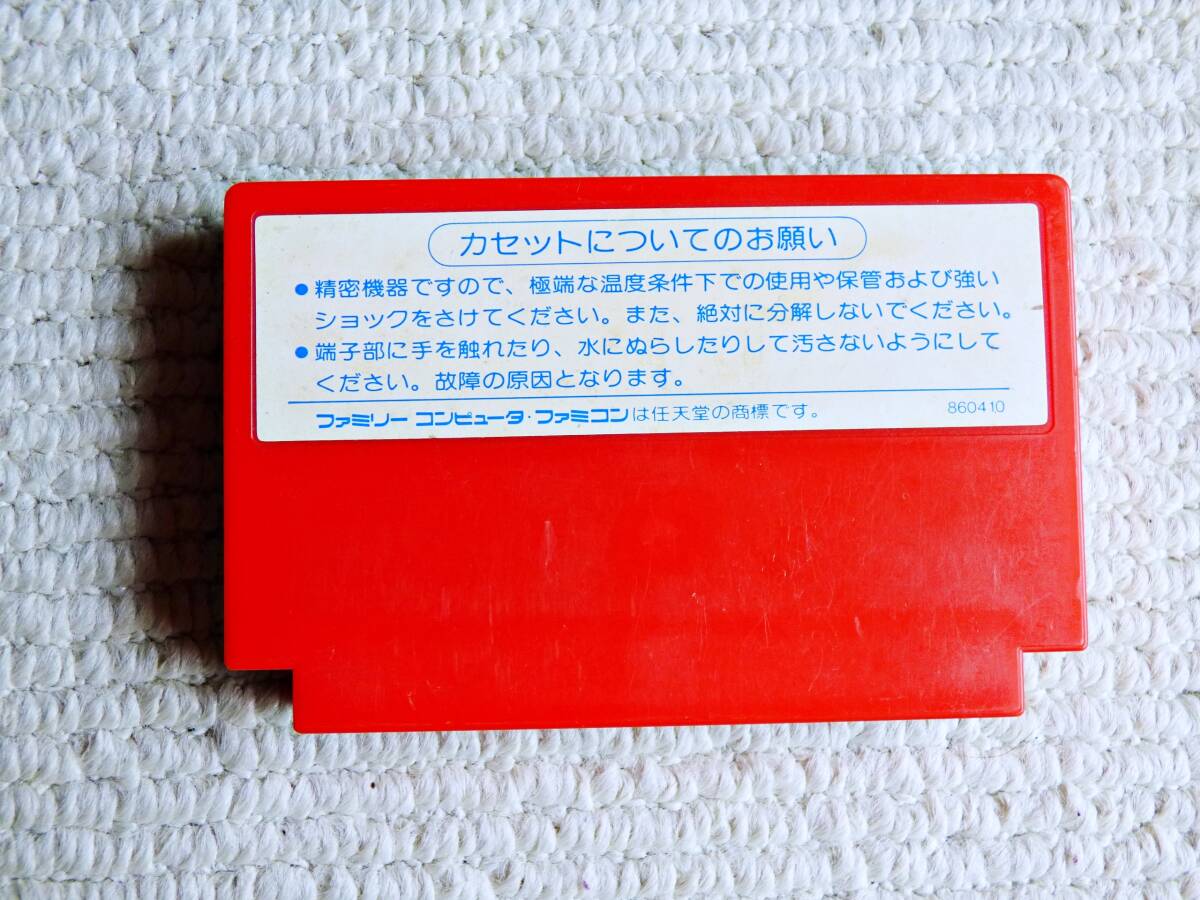 カセットについてのお願い
●精密機器ですので、極端な温度条件下での使用や保管および強い
ショックをさけてください。また、絶対に分解しないでください。
●端子部に手を触れたり、水にぬらしたりして汚さないようにして
ください。故障の原因となります。
ファミリー コンピュータ・ファミコンは任天堂の商標です。 860410